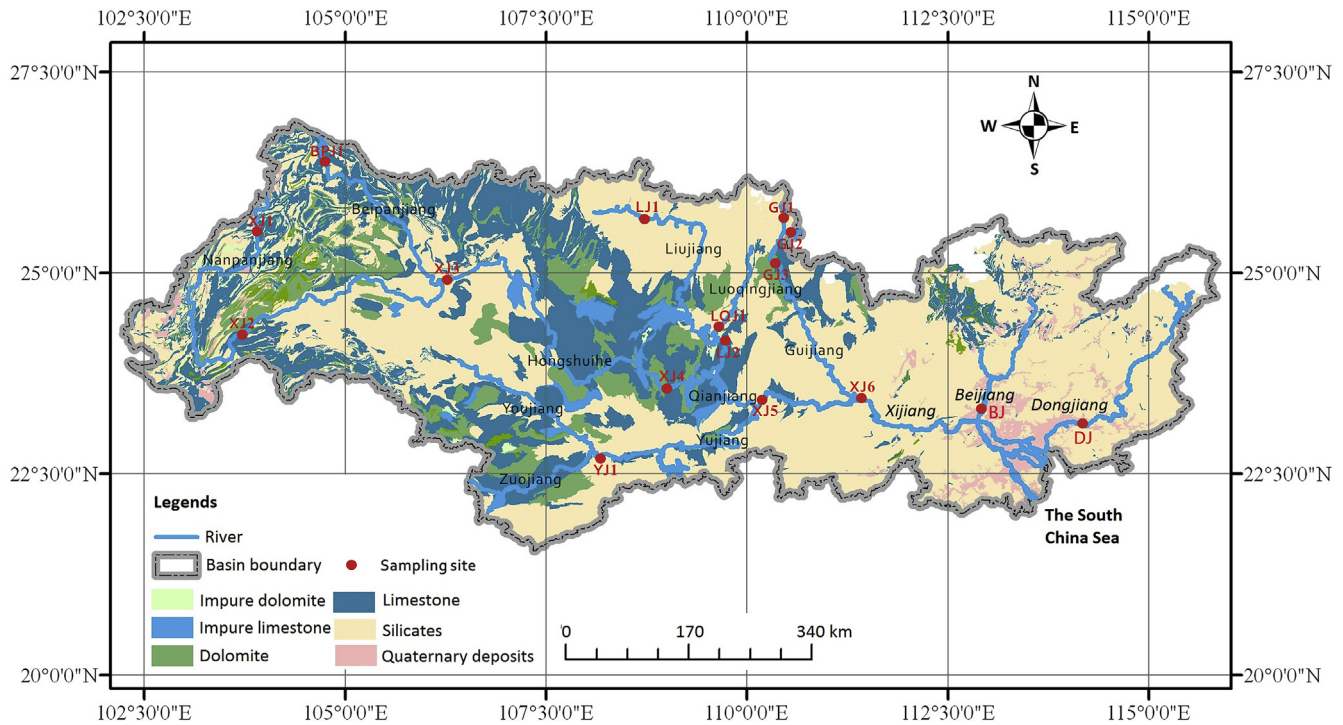 102°3'0"E 105°0'0"E 107°30'0"E 110°0'0"E 112°30'0"E 115°0'0"E
27°30'0"N 27°30'0"N
N
W E
S
BPJ1
XJ1
Beipanjiang
LJ1
GJ1
GJ2
Liujiang
Nanpanjiang
25°0'0"N 25°0'0"N
XJ3
GJ3
Luoqingjiang
XJ2
LQJ1
LJ2
Guijiang
Hongshuihe
XJ4
Qianjiang
XJ5
XJ6
Xijiang
Beijiang
BJ
Dongjiang
DJ
Youjiang
Yujiang
YJ1
Zuojiang
22°30'0"N 22°30'0"N
The South
China Sea
Legends
River
Basin boundary Sampling site
Impure dolomite Limestone
Impure limestone Silicates
Dolomite Quaternary deposits
0 170 340 km
20°0'0"N 20°0'0"N
102°3'0"E 105°0'0"E 107°30'0"E 110°0'0"E 112°30'0"E 115°0'0"E